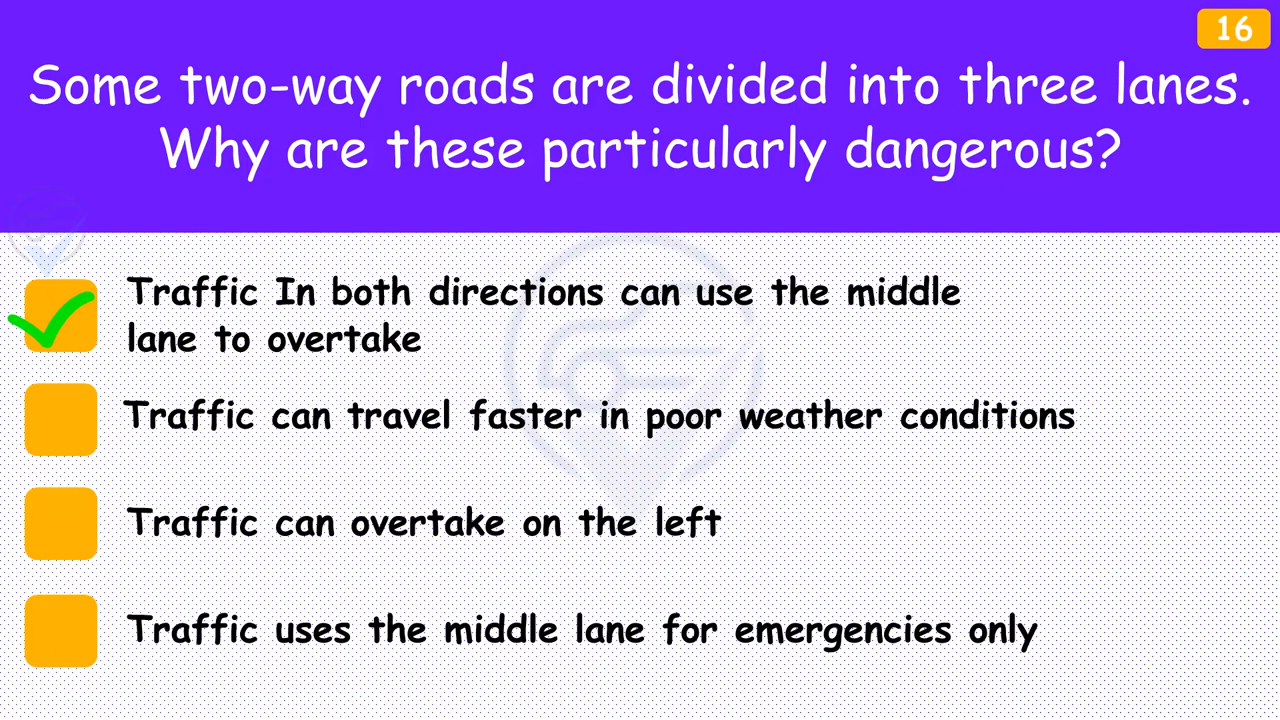 16
Some two-way roads are divided into three lanes.
Why are these particularly dangerous?
Traffic In both directions can use the middle
lane to overtake
Traffic can travel faster in poor weather conditions
Traffic can overtake on the left
Traffic uses the middle lane for emergencies only